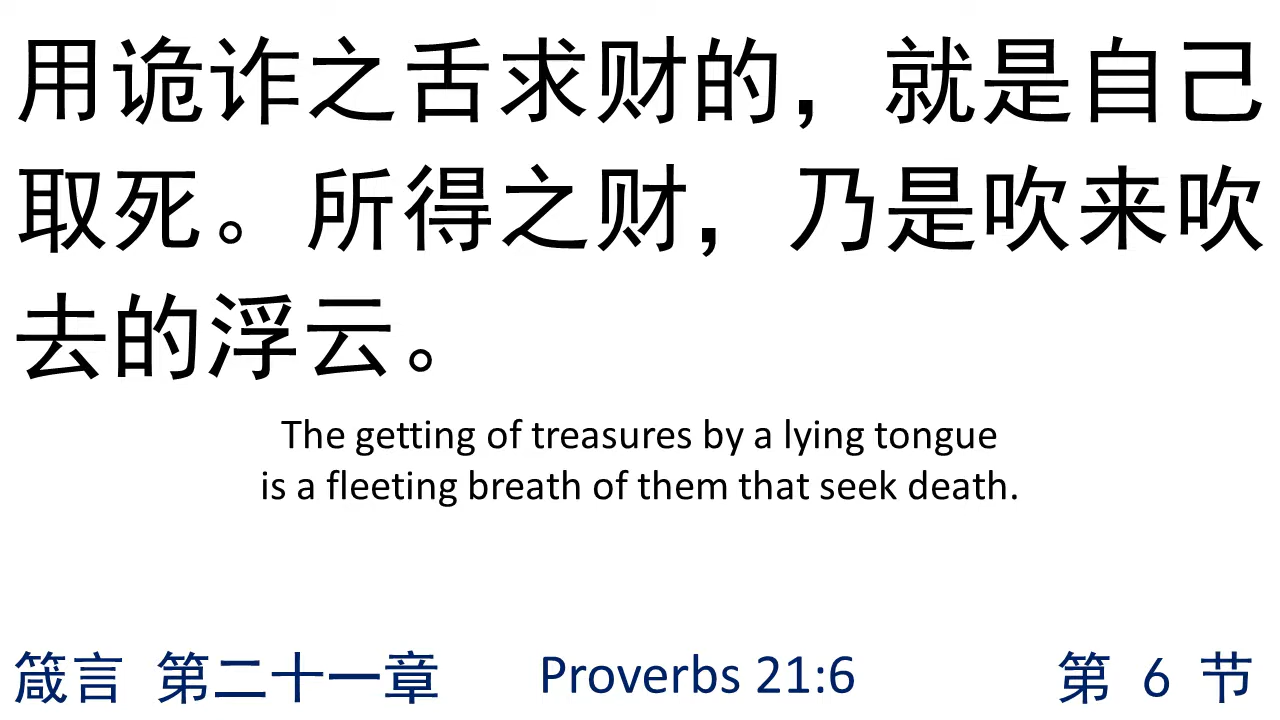 用诡诈之舌求财的，就是自己
取死。所得之财，乃是吹来吹
去的浮云。
The getting of treasures by a lying tongue
is a fleeting breath of them that seek death.
箴言 第二十一章 Proverbs 21:6 第 6 节